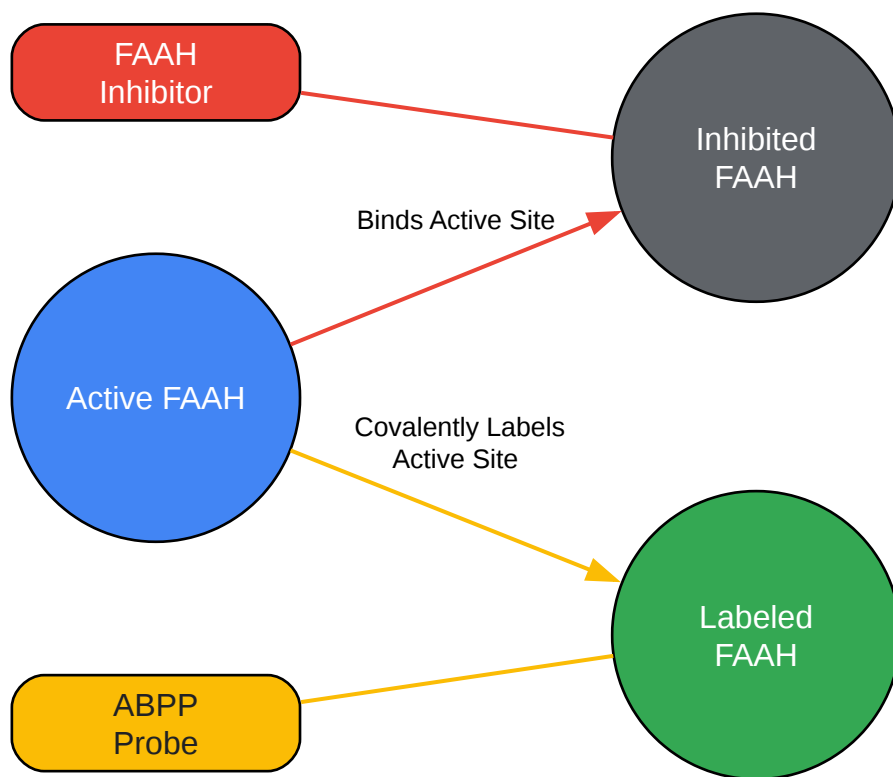 FAAH
Inhibitor
Inhibited
FAAH
Binds Active Site
Active FAAH
Covalently Labels
Active Site
Labeled
FAAH
ABPP
Probe